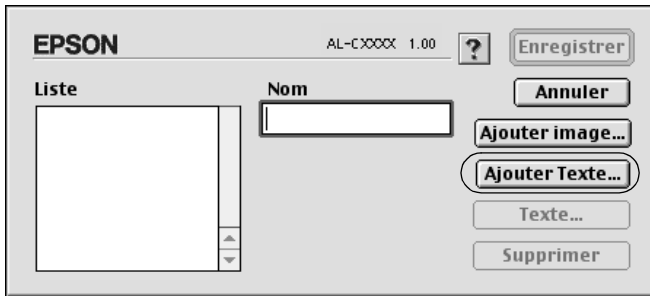 EPSON
AL-CXXXX 1.00
?
Enregistrer
Liste
Nom
Annuler
Ajouter image...
Ajouter Texte...
Texte...
Supprimer